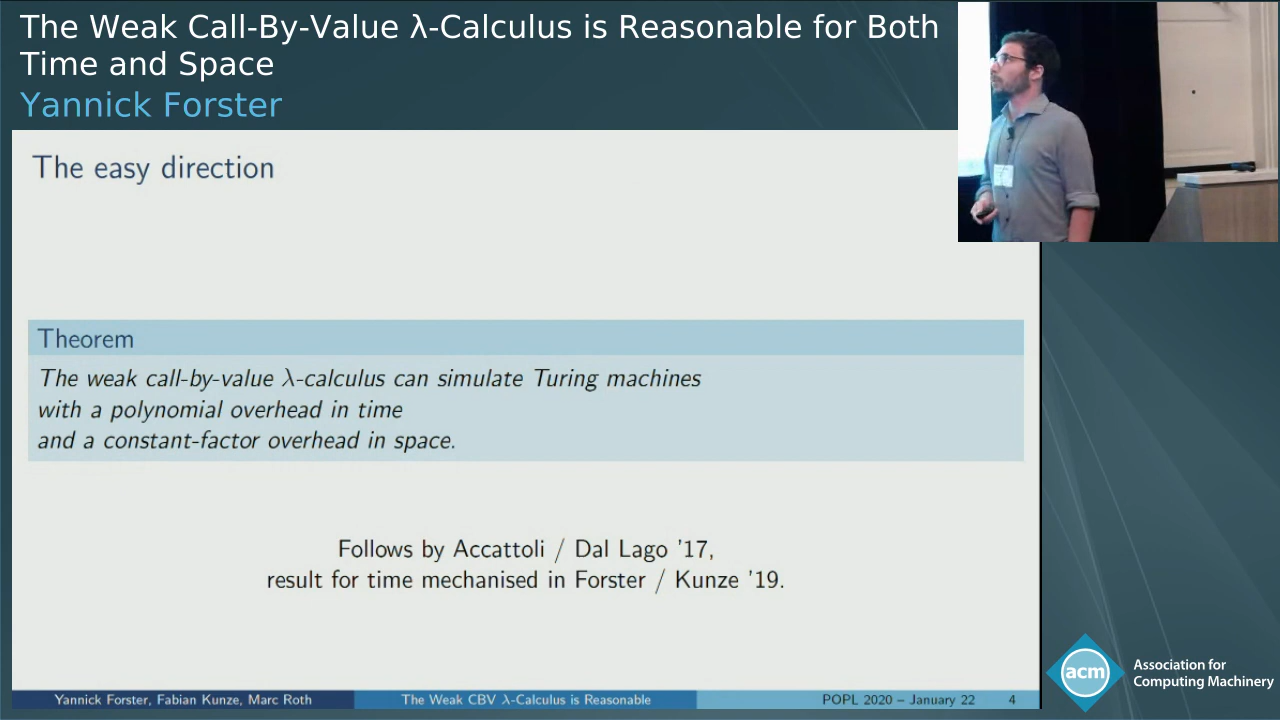 The Weak Call-By-Value λ-Calculus is Reasonable for Both
Time and Space
Yannick Forster
The easy direction
Theorem
The weak call-by-value λ-calculus can simulate Turing machines
with a polynomial overhead in time
and a constant-factor overhead in space.
Follows by Accattoli / Dal Lago '17,
result for time mechanised in Forster / Kunze '19.
Yannick Forster, Fabian Kunze, Marc Roth
The Weak CBV λ-Calculus is Reasonable
POPL 2020 – January 22
4
acm
Association for
Computing Machinery